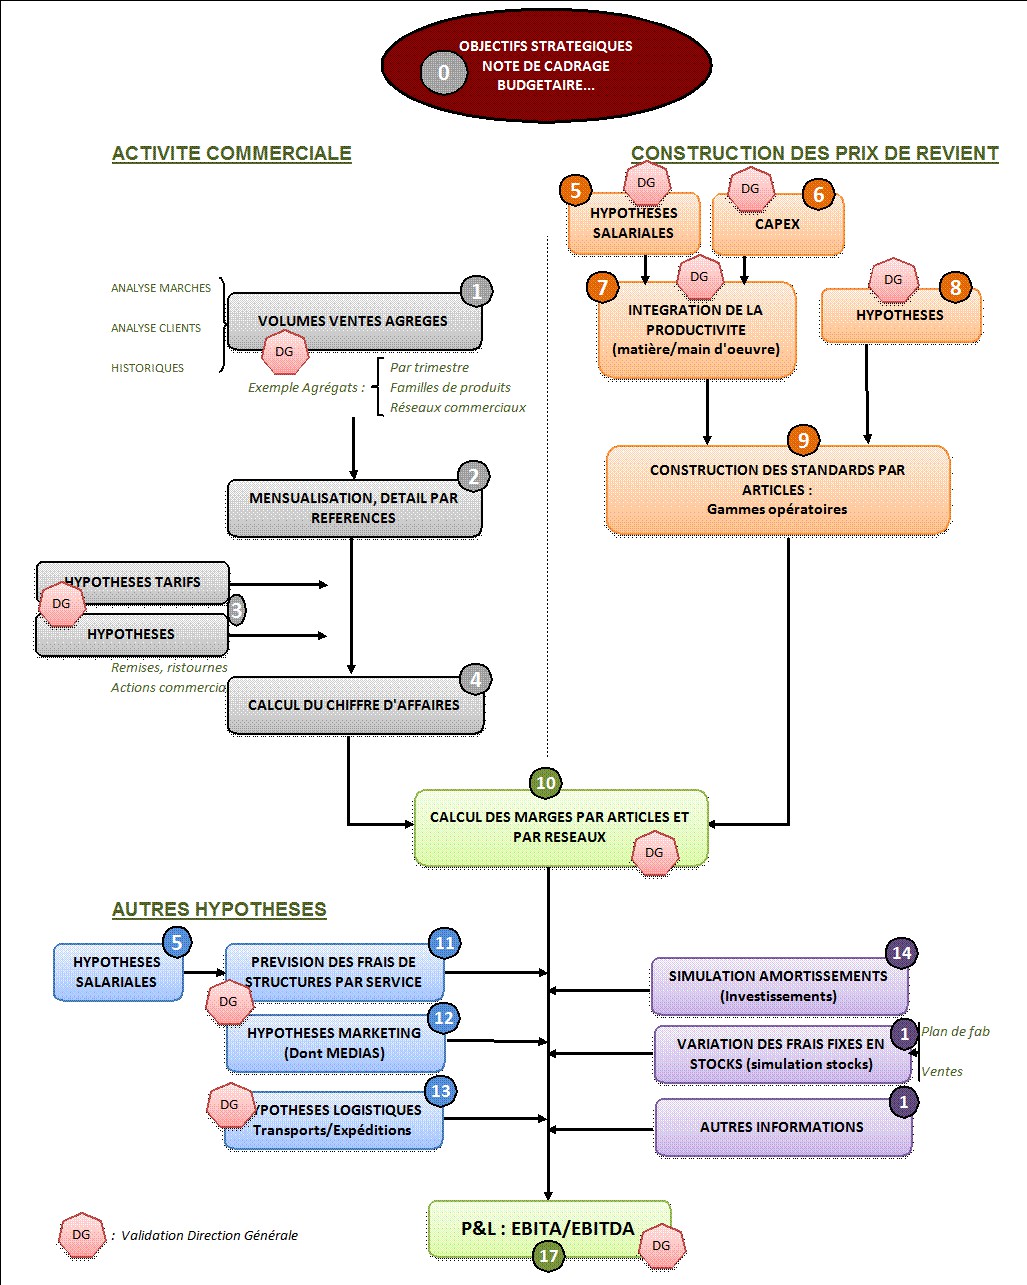 OBJECTIFS STRATEGIQUES
NOTE DE CADRAGE
BUDGETAIRE...
0
ACTIVITE COMMERCIALE
CONSTRUCTION DES PRIX DE REVIENT
5
DG
HYPOTHESES
SALARIALES
DG
6
CAPEX
ANALYSE MARCHES
ANALYSE CLIENTS
HISTORIQUES
1
VOLUMES VENTES AGREGES
DG
Exemple Agrégats :
Par trimestre
Familles de produits
Réseaux commerciaux
7
DG
INTEGRATION DE LA
PRODUCTIVITE
(matière/main d'oeuvre)
DG
8
HYPOTHESES
9
CONSTRUCTION DES STANDARDS PAR
ARTICLES :
Gammes opératoires
2
MENSUALISATION, DETAIL PAR
REFERENCES
HYPOTHESES TARIFS
DG
3
HYPOTHESES
Remises, ristournes
Actions commercia
4
CALCUL DU CHIFFRE D'AFFAIRES
10
CALCUL DES MARGES PAR ARTICLES ET
PAR RESEAUX
DG
AUTRES HYPOTHESES
5
HYPOTHESES
SALARIALES
11
PREVISION DES FRAIS DE
STRUCTURES PAR SERVICE
DG
12
HYPOTHESES MARKETING
(Dont MEDIAS)
13
DG
YPOTHESES LOGISTIQUES
Transports/Expéditions
14
SIMULATION AMORTISSEMENTS
(Investissements)
1
VARIATION DES FRAIS FIXES EN
STOCKS (simulation stocks)
Plan de fab
Ventes
1
AUTRES INFORMATIONS
P&L : EBITA/EBITDA
DG
17
DG
: Validation Direction Générale